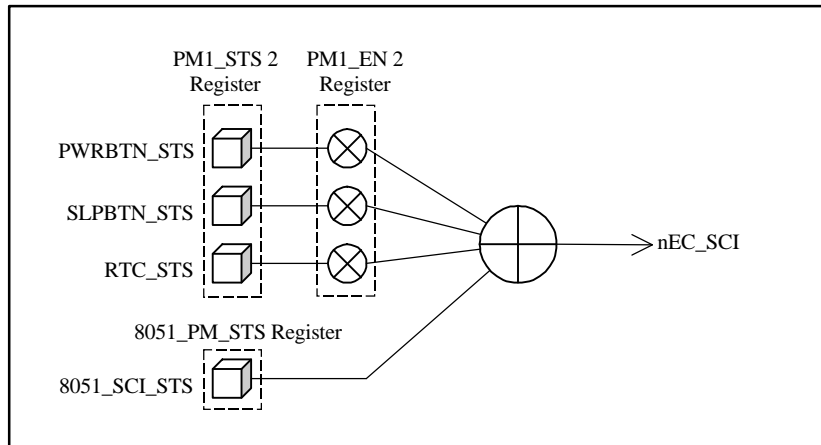 PM1_STS 2
Register
PM1_EN 2
Register
PWRBTN_STS
SLPBTN_STS
nEC_SCI
RTC_STS
8051_PM_STS Register
8051_SCI_STS